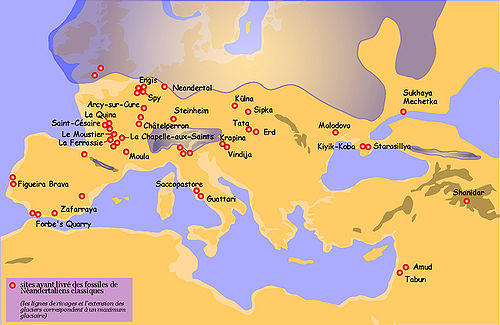 Engis
Neandertal
Spy
Arcy-sur-Cure
La Quina
Saint-Césaire
Le Moustier
La Ferrassie
Châtelperron
La Chapelle-aux-Saints
Moula
Steinheim
Külna
Sipka
Tata
Erd
Krapina
Vindija
Molodova
Kiyik-Koba
Starosillya
Sukhaya
Mechetka
Shanidar
Figueira Brava
Zafarraya
Forbe's Quarry
Saccopastore
Guattari
Amud
Tabun
sites ayant livré des fossiles de
Néandertaliens classiques
(les lignes de rivages et l'extension des
glaciers correspondent à un maximum
glaciaire)